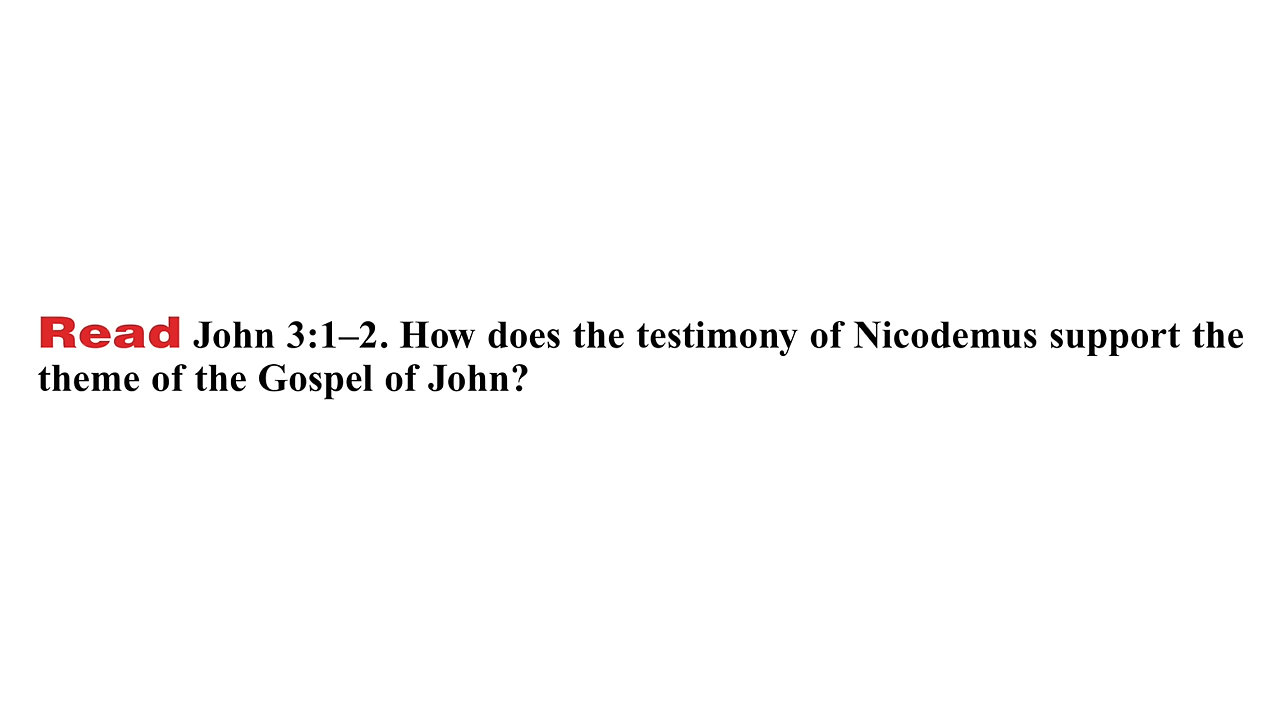 Read John 3:1–2. How does the testimony of Nicodemus support the
theme of the Gospel of John?